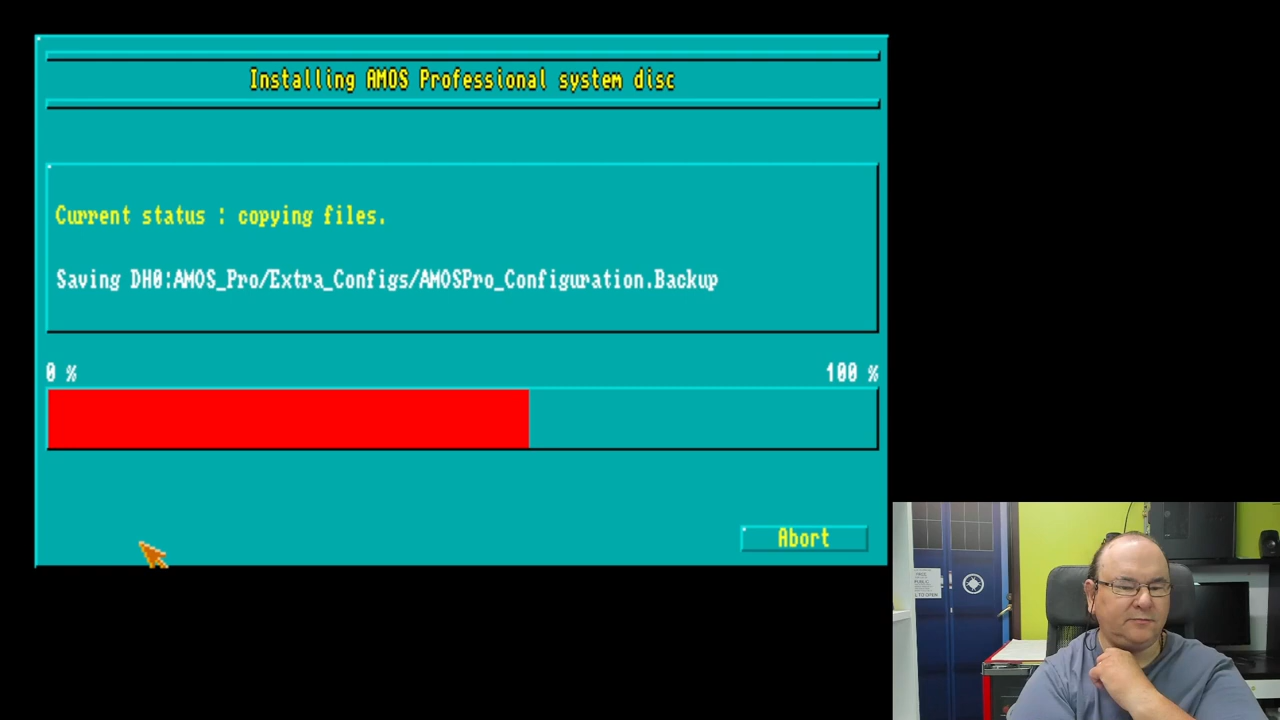 Installing AMOS Professional system disc
Current status : copying files.
Saving DH0:AMOS_Pro/Extra_Configs/AMOSPro_Configuration.Backup
0 %
100 %
Abort